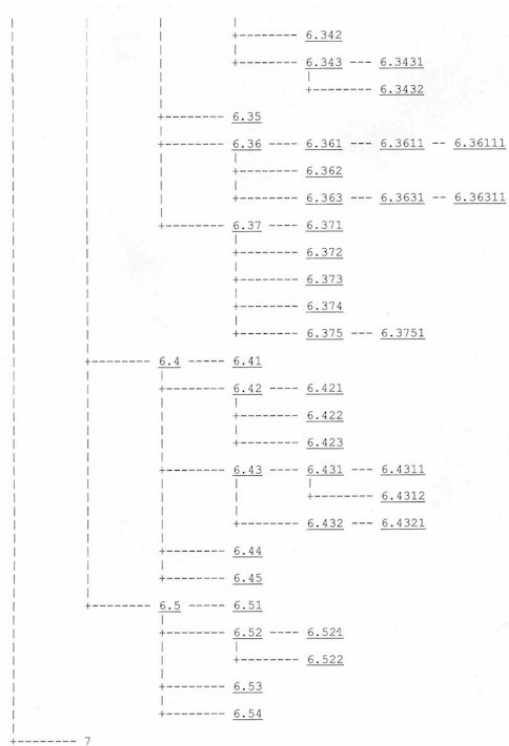 6.342
6.343 --- 6.3431
6.3432
6.35
6.36 ---- 6.361 --- 6.3611 -- 6.36111
6.362
6.363 --- 6.3631 -- 6.36311
6.37 ---- 6.371
6.372
6.373
6.374
6.375 --- 6.3751
6.4 ----- 6.41
6.42 ---- 6.421
6.422
6.423
6.43 ---- 6.431 --- 6.4311
6.4312
6.432 --- 6.4321
6.44
6.45
6.5 ----- 6.51
6.52 ---- 6.521
6.522
6.53
6.54
7